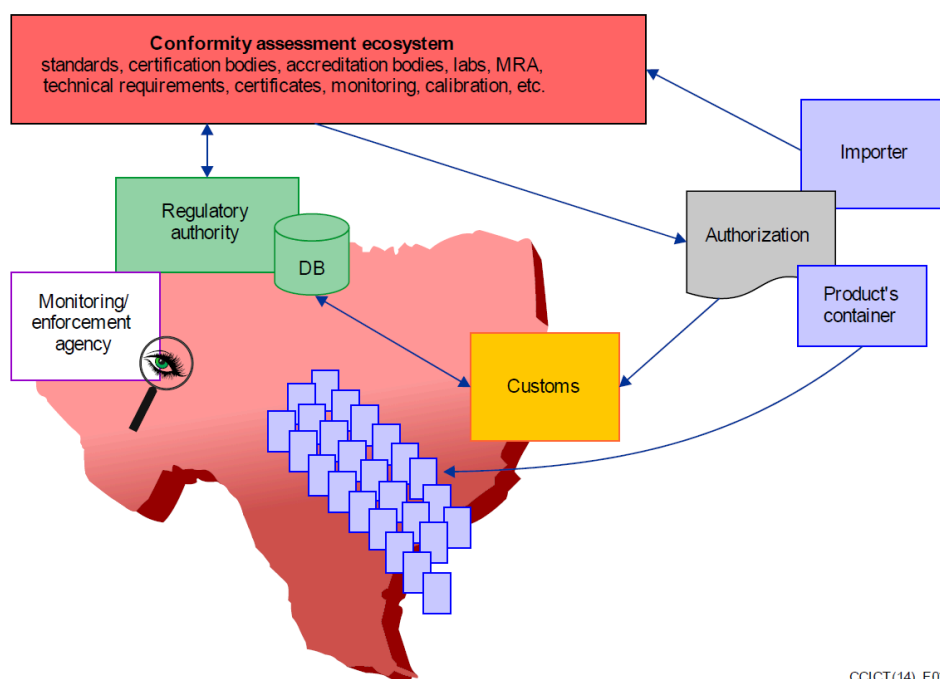 Conformity assessment ecosystem
standards, certification bodies, accreditation bodies, labs, MRA,
technical requirements, certificates, monitoring, calibration, etc.
Importer
Regulatory
authority
Authorization
DB
Monitoring/
enforcement
agency
Product's
container
Customs